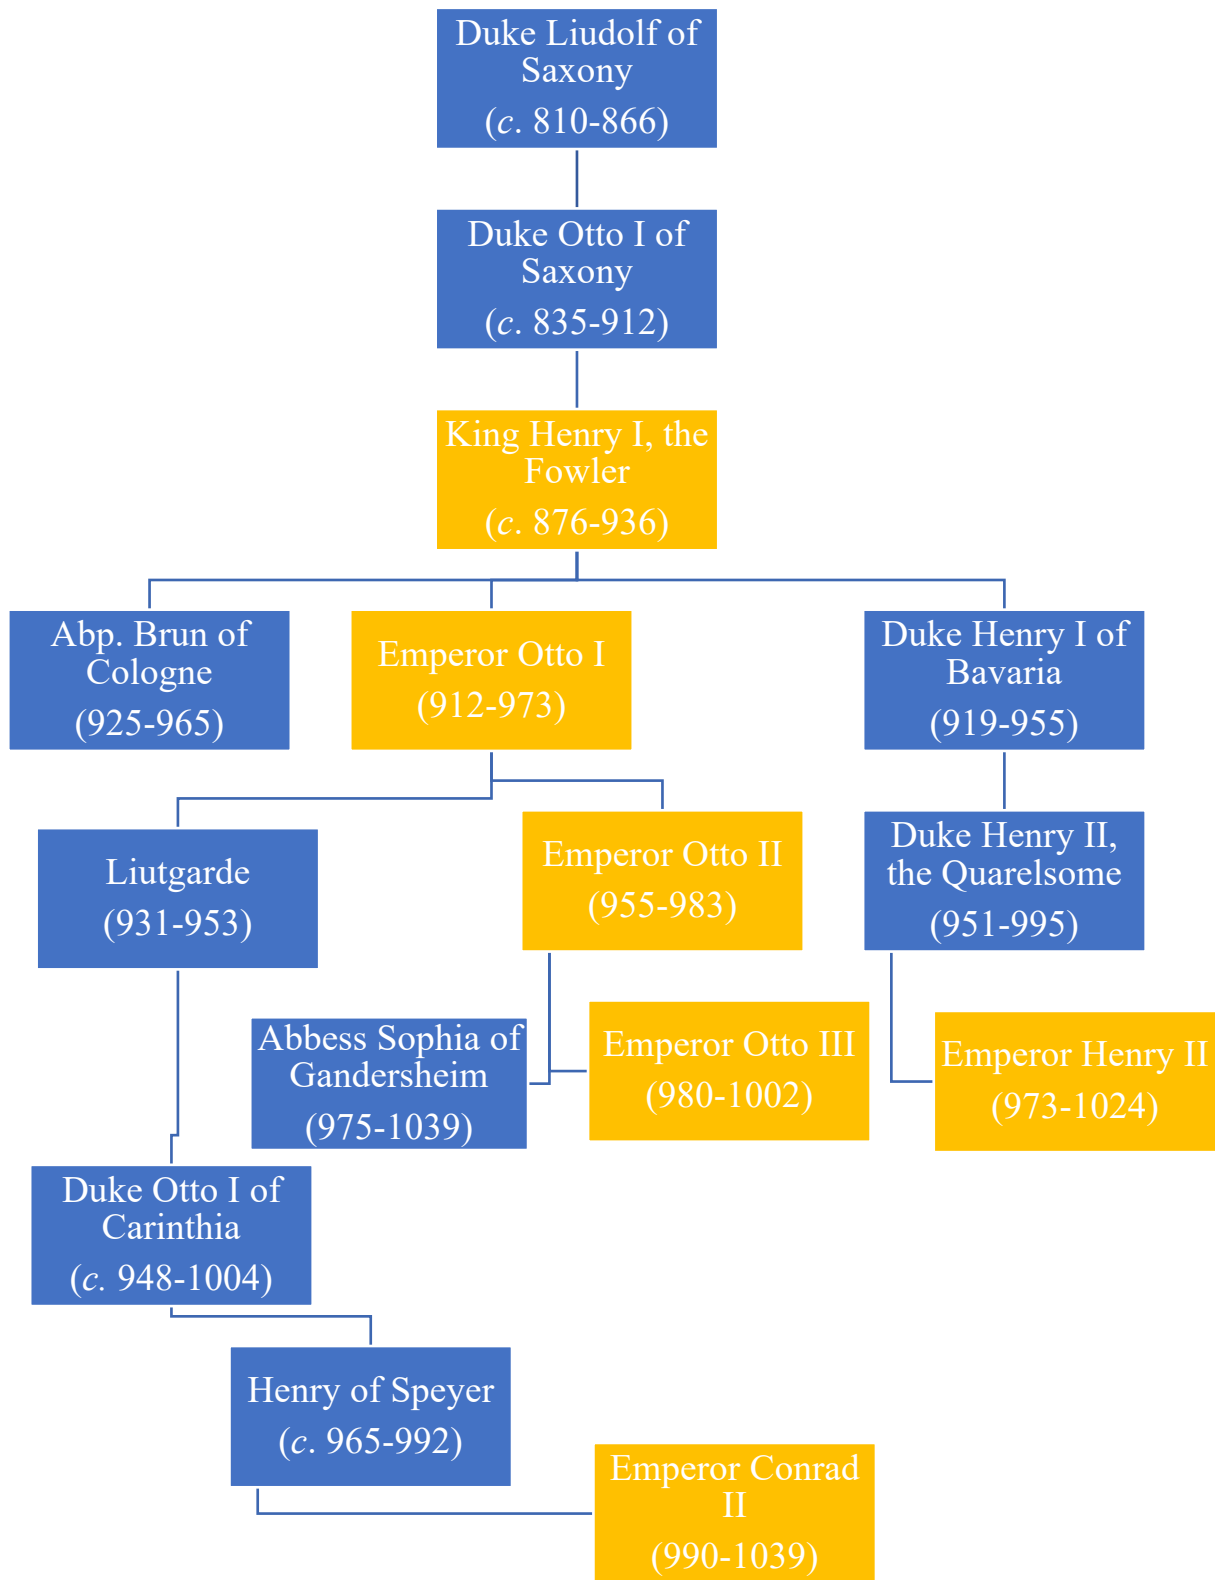 Duke Liudolf of
Saxony
(c. 810-866)
Duke Otto I of
Saxony
(c. 835-912)
King Henry I, the
Fowler
(c. 876-936)
Abp. Brun of
Cologne
(925-965)
Emperor Otto I
(912-973)
Duke Henry I of
Bavaria
(919-955)
Liutgarde
(931-953)
Emperor Otto II
(955-983)
Duke Henry II,
the Quarelsome
(951-995)
Abbess Sophia of
Gandersheim
(975-1039)
Emperor Otto III
(980-1002)
Emperor Henry II
(973-1024)
Duke Otto I of
Carinthia
(c. 948-1004)
Henry of Speyer
(c. 965-992)
Emperor Conrad
II
(990-1039)